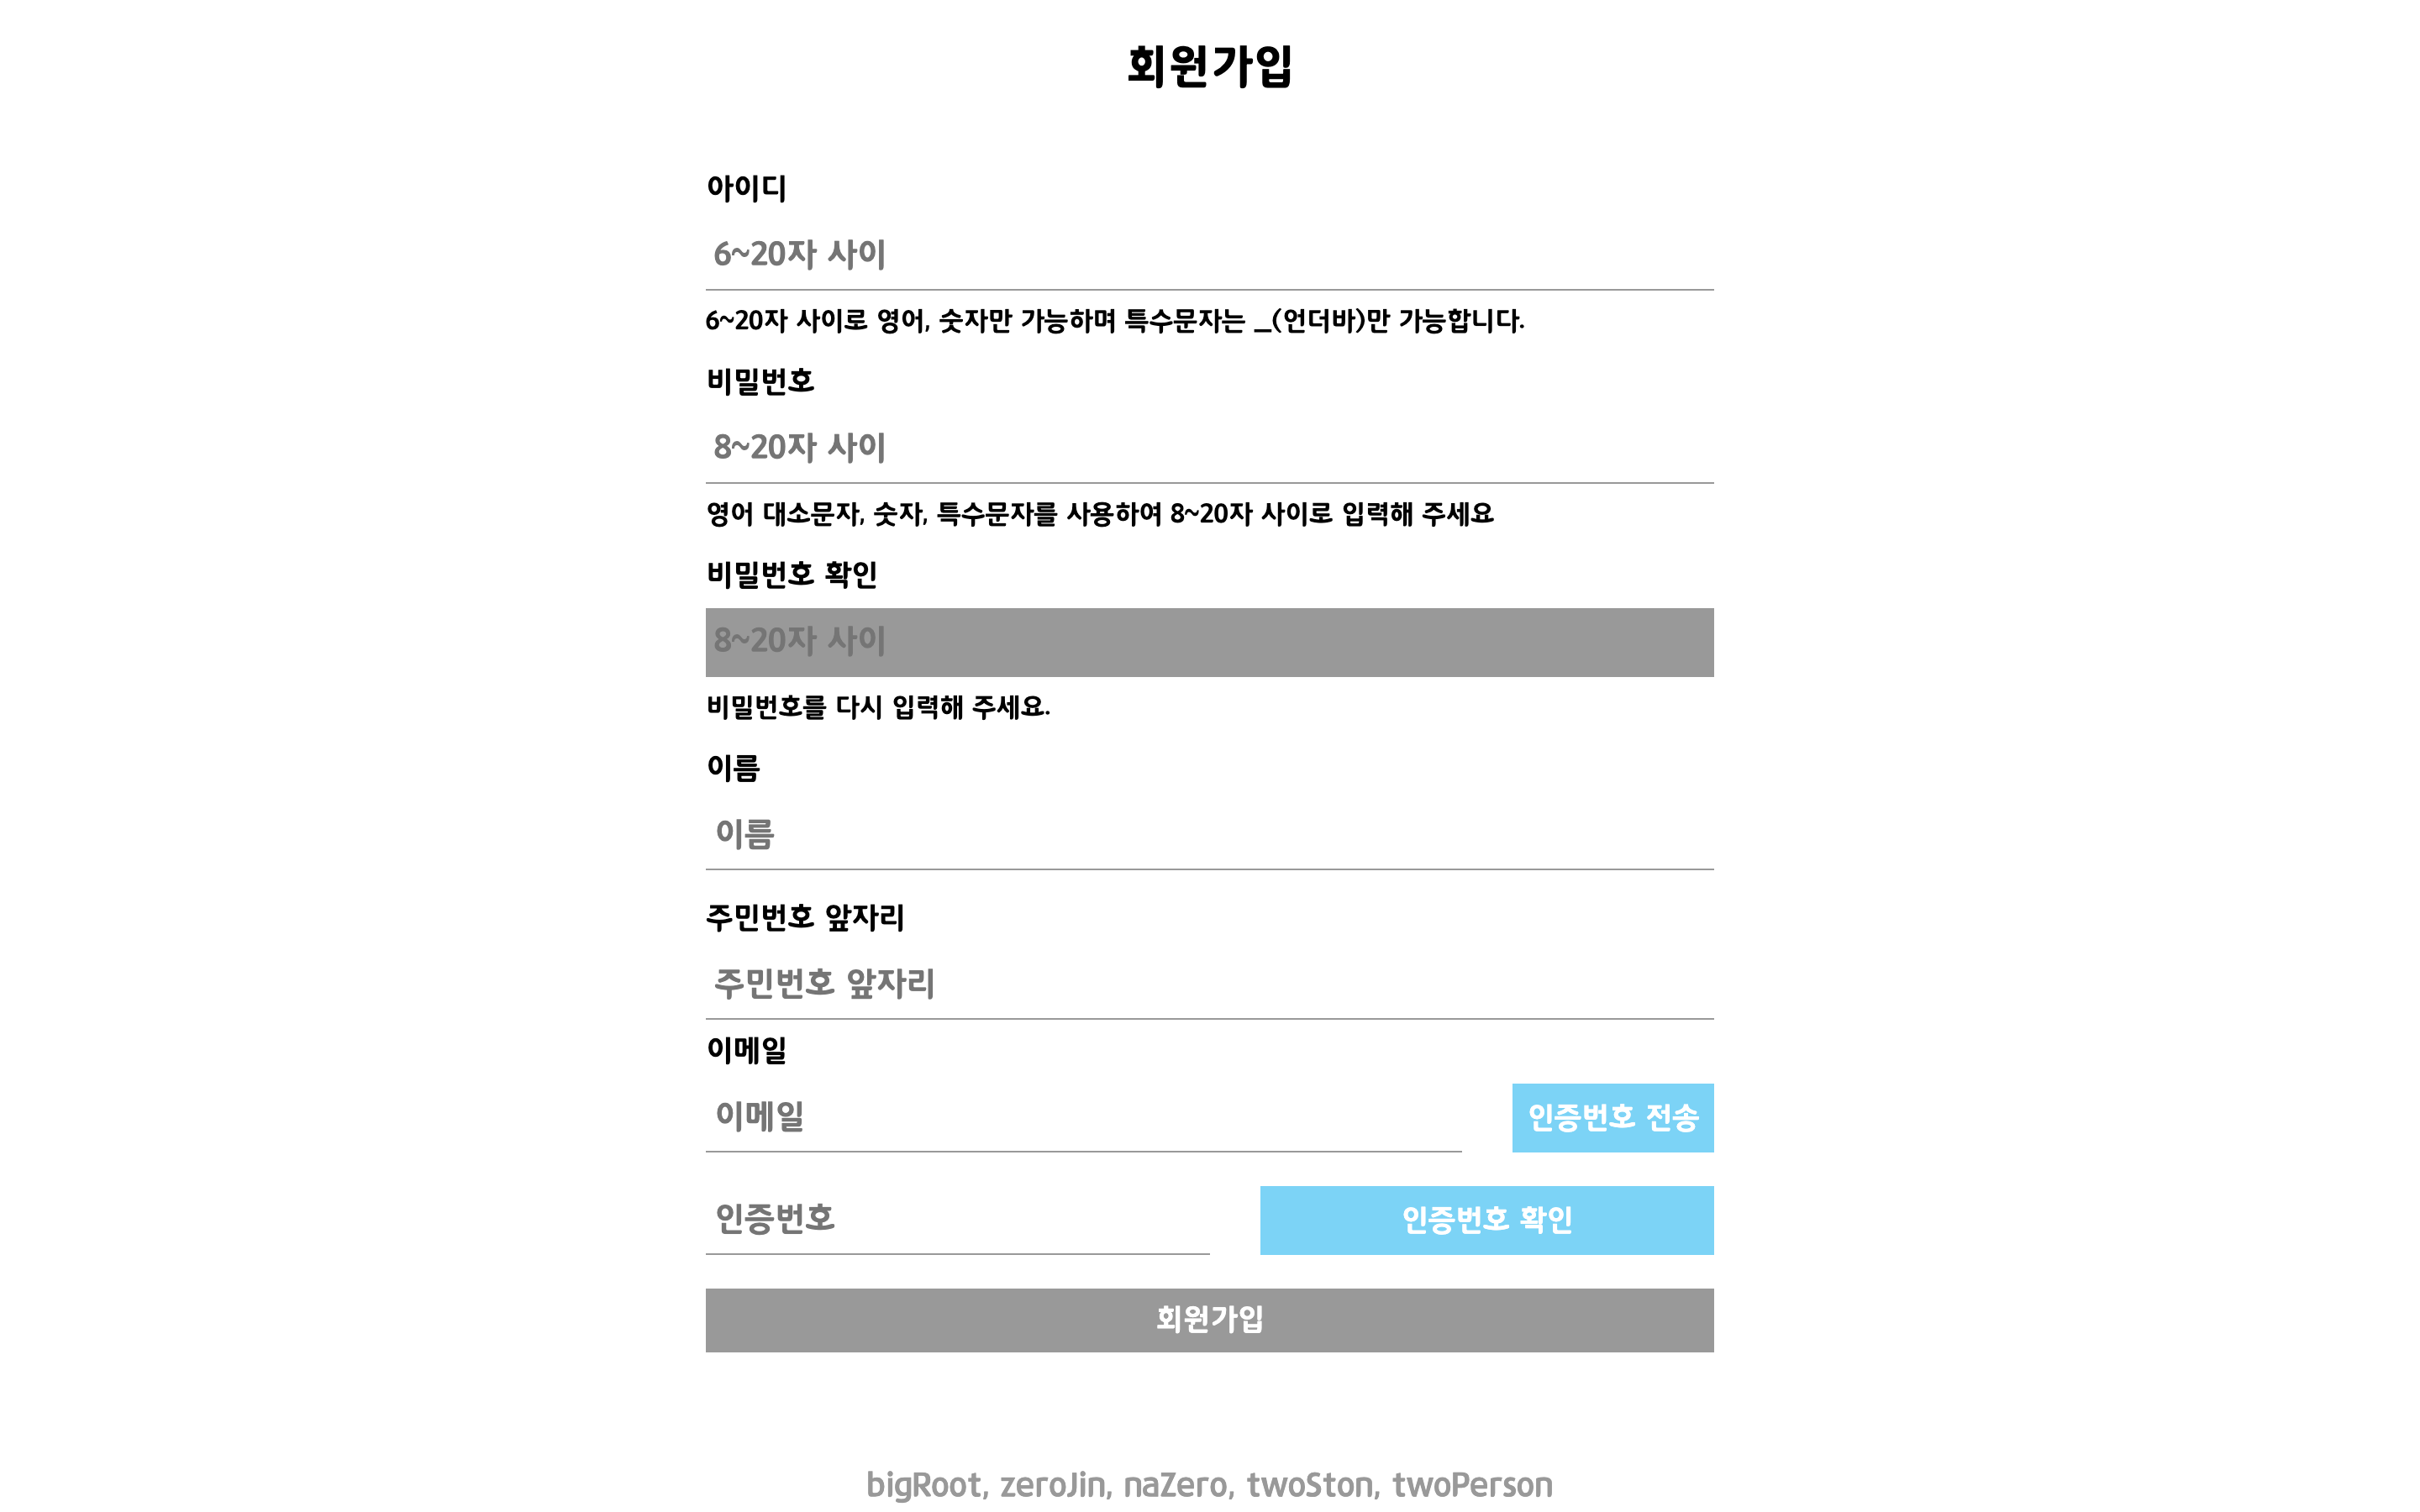 회원가입
아이디
6~20자 사이
6~20자 사이로 영어, 숫자만 가능하며 특수문자는 _(언더바)만 가능합니다.
비밀번호
8~20자 사이
영어 대소문자, 숫자, 특수문자를 사용하여 8~20자 사이로 입력해 주세요
비밀번호 확인
8~20자 사이
비밀번호를 다시 입력해 주세요.
이름
이름
주민번호 앞자리
주민번호 앞자리
이메일
이메일 인증번호 전송
인증번호 인증번호 확인
회원가입
bigRoot, zeroJin, naZero, twoSton, twoPerson